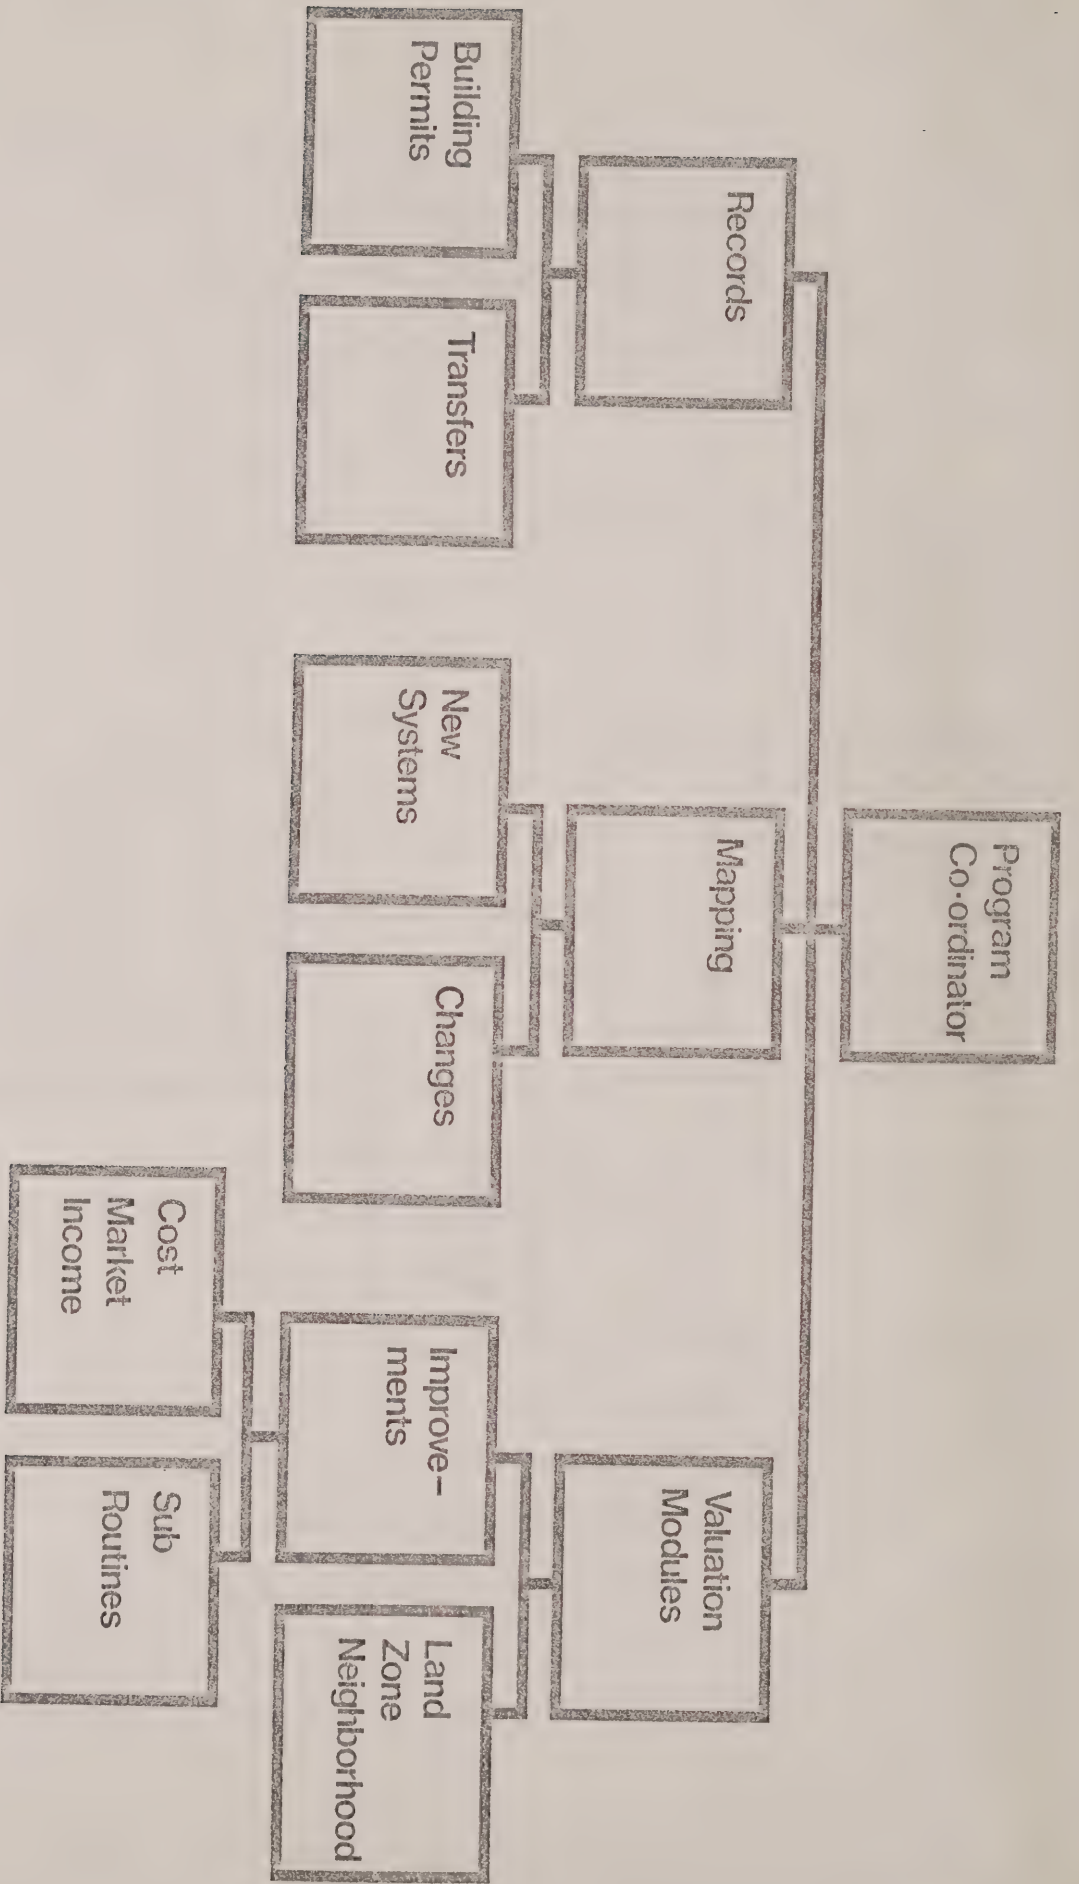 Program
Co-ordinator
Records
Mapping
Valuation
Modules
Building
Permits
Transfers
New
Systems
Changes
Improve-
ments
Land
Zone
Neighborhood
Cost
Market
Income
Sub
Routines